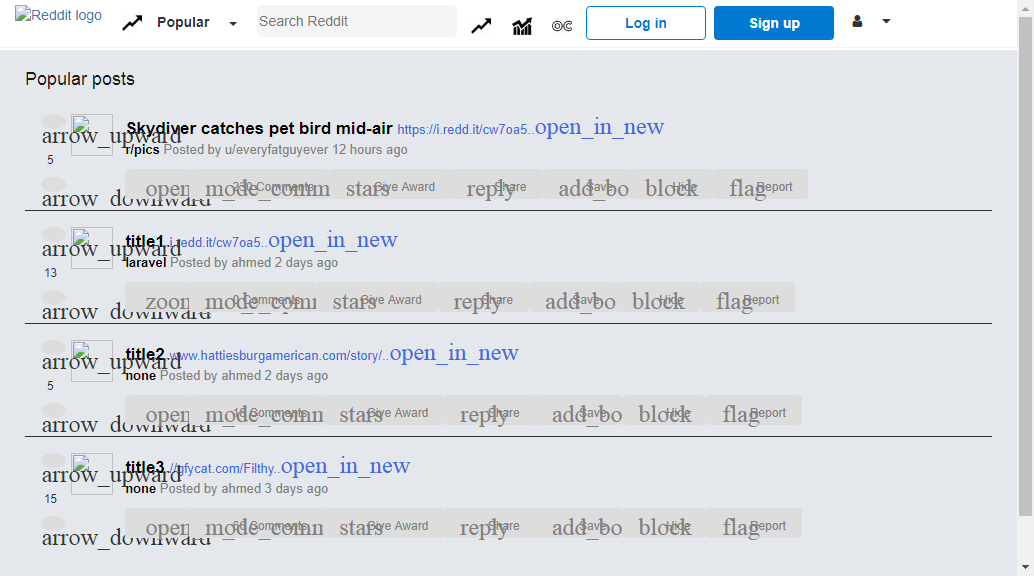 Reddit logo Popular Search Reddit OC Log in Sign up
Popular posts
arrow_upward
5
arrow_downward
Skydiver catches pet bird mid-air https://i.redd.it/cw7oa5..open_in_new
r/pics Posted by u/everyfatguyever 12 hours ago
open mode_comm 230 Comments stars Give Award reply Share add_bo Save block Hide flag Report
arrow_upward
13
arrow_downward
title1 i.redd.it/cw7oa5..open_in_new
laravel Posted by ahmed 2 days ago
zoom mode_comm 0 Comments stars Give Award reply Share add_bo Save block Hide flag Report
arrow_upward
5
arrow_downward
title2 www.hattiesburgamerican.com/story/..open_in_new
none Posted by ahmed 2 days ago
open mode_comm Comments stars Give Award reply Share add_bo Save block Hide flag Report
arrow_upward
15
arrow_downward
title3 //gfycat.com/Filthy..open_in_new
none Posted by ahmed 3 days ago
open mode_comm Comments stars Give Award reply Share add_bo Save block Hide flag Report